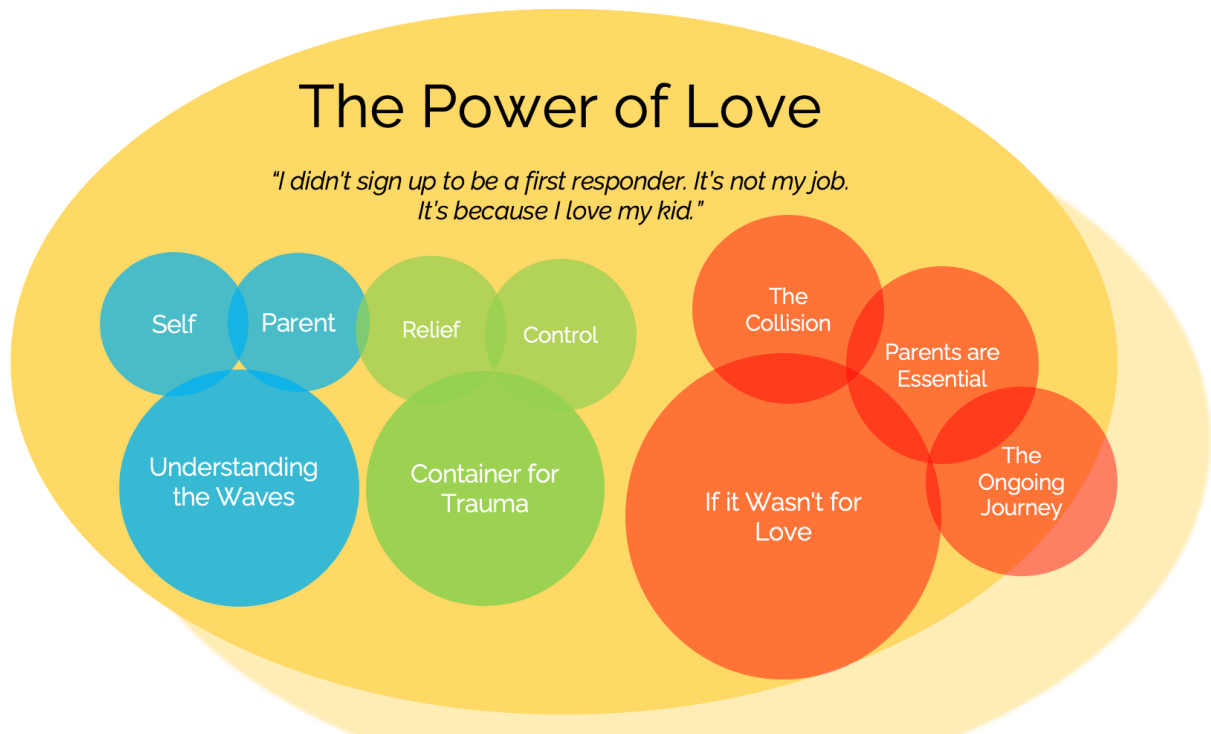 The Power of Love
“I didn't sign up to be a first responder. It's not my job.
It's because I love my kid.”
Self
Parent
Relief
Control
Understanding
the Waves
Container for
Trauma
The
Collision
Parents are
Essential
The
Ongoing
Journey
If it Wasn't for
Love